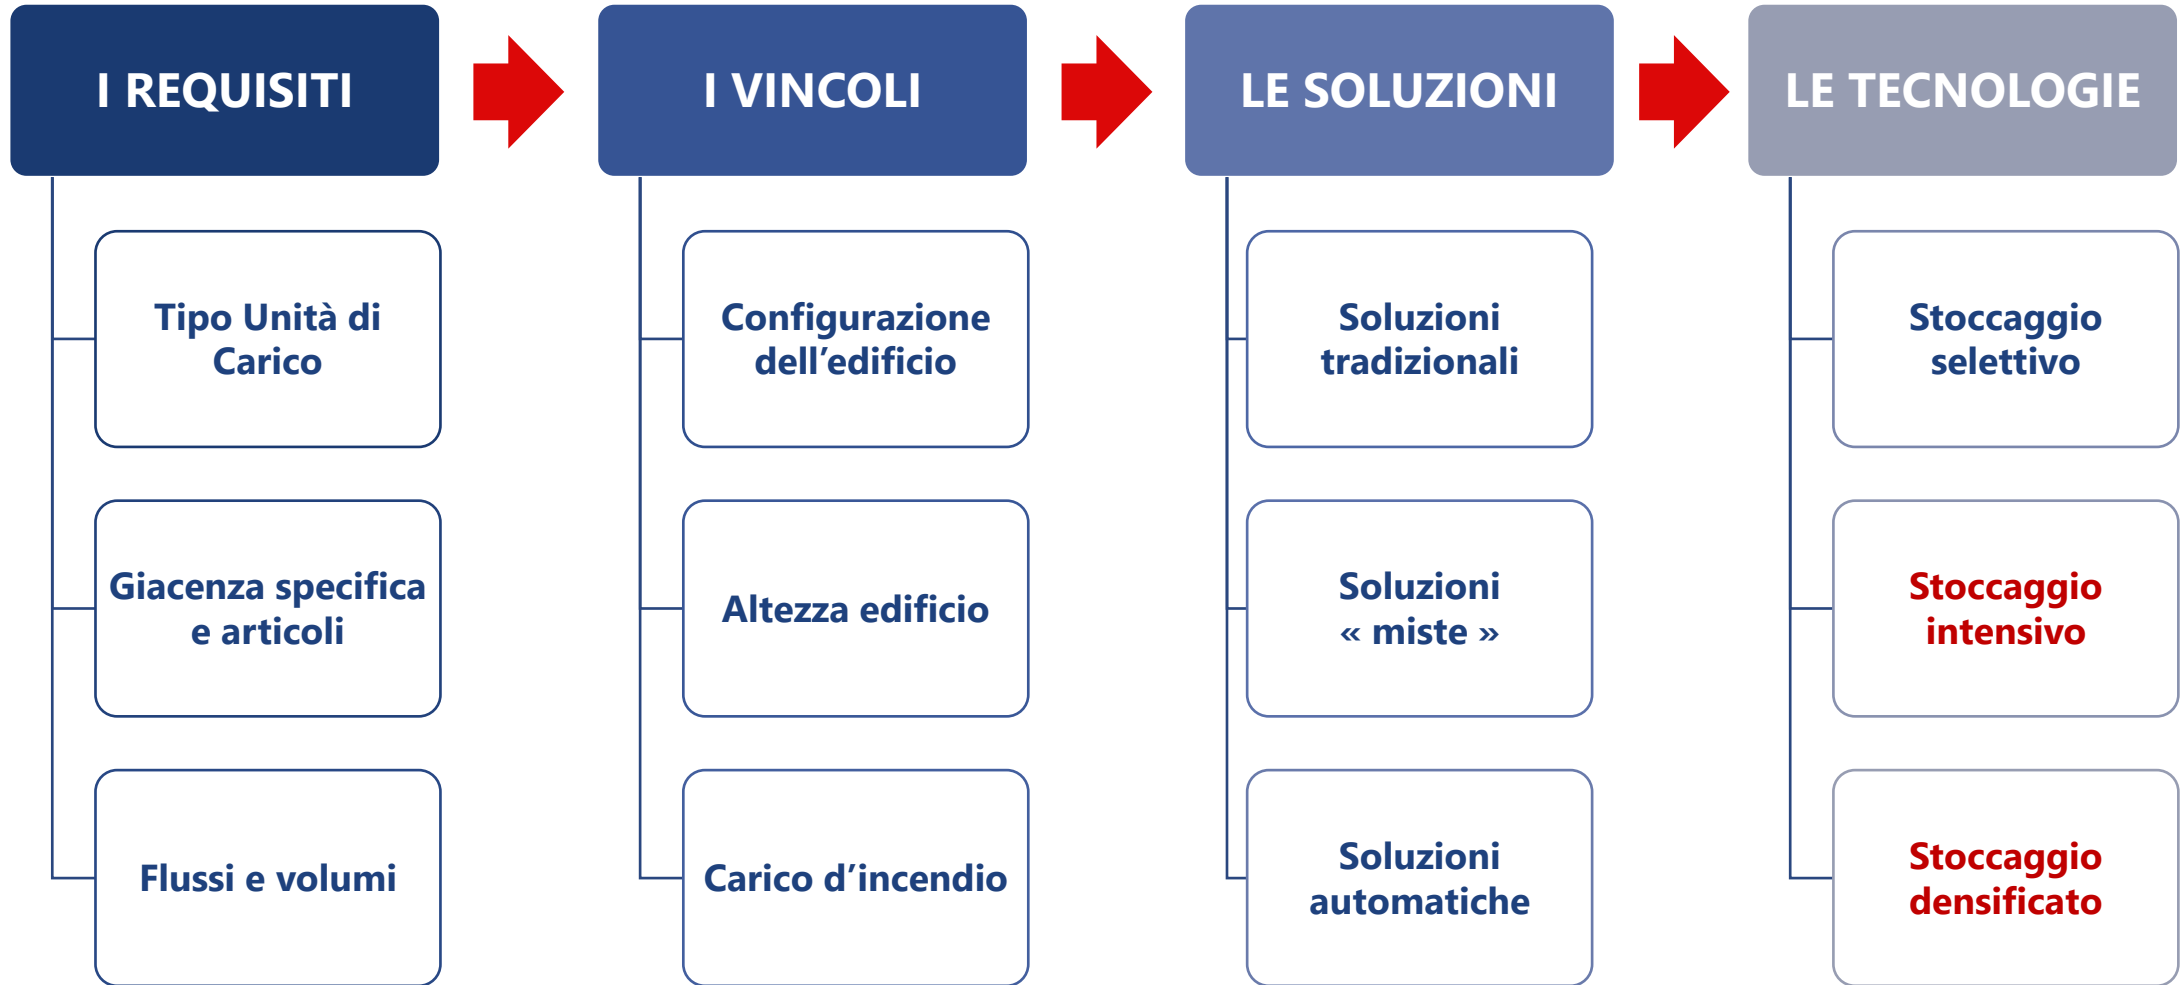 I REQUISITI
Tipo Unità di
Carico
Giacenza specifica
e articoli
Flussi e volumi
I VINCOLI
Configurazione
dell’edificio
Altezza edificio
Carico d’incendio
LE SOLUZIONI
Soluzioni
tradizionali
Soluzioni
« miste »
Soluzioni
automatiche
LE TECNOLOGIE
Stoccaggio
selettivo
Stoccaggio
intensivo
Stoccaggio
densificato